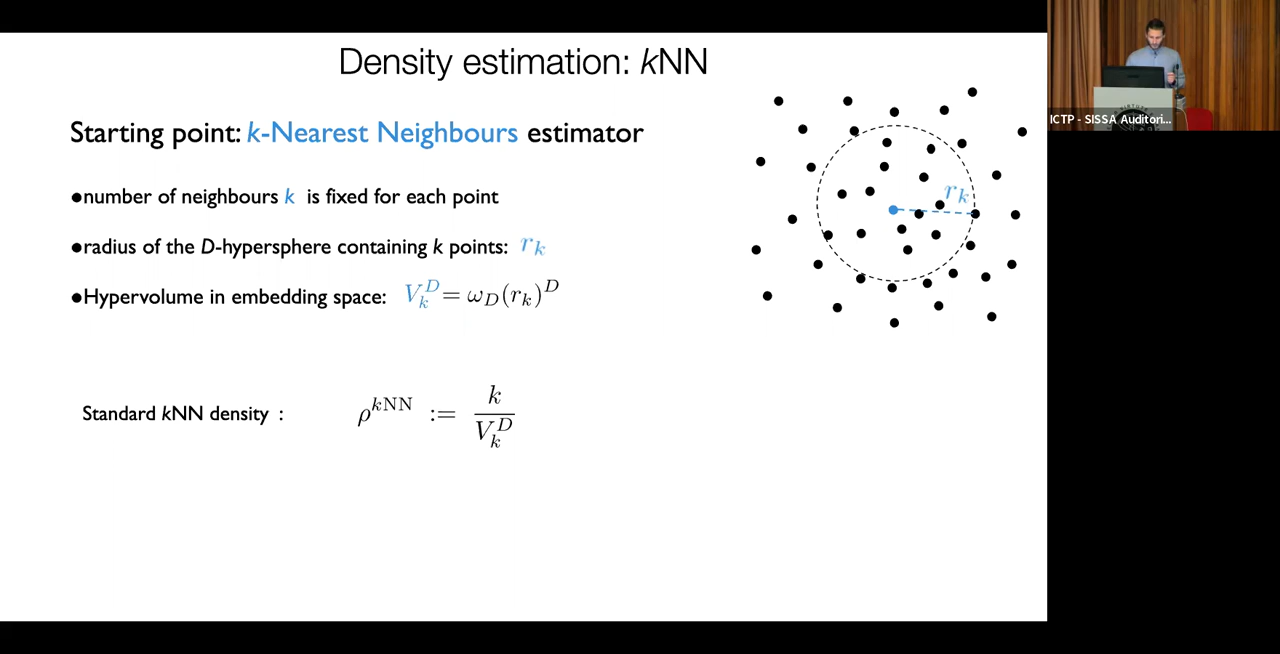 Density estimation: kNN
Starting point: k-Nearest Neighbours estimator
●number of neighbours k is fixed for each point
●radius of the D-hypersphere containing k points: r_k
●Hypervolume in embedding space: V_k^D = ω_D(r_k)^D
Standard kNN density : ρ^{kNN} := k / V_k^D
r_k
ICTP - SISSA Auditori...